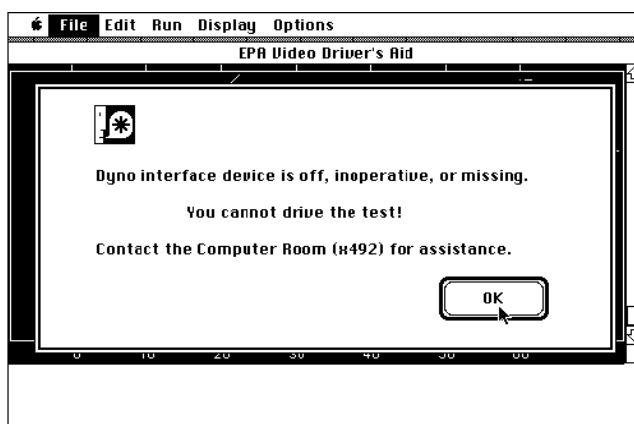 File Edit Run Display Options
EPA Video Driver's Aid
Dyno interface device is off, inoperative, or missing.
You cannot drive the test!
Contact the Computer Room (x492) for assistance.
OK
0 10 20 30 40 50 60